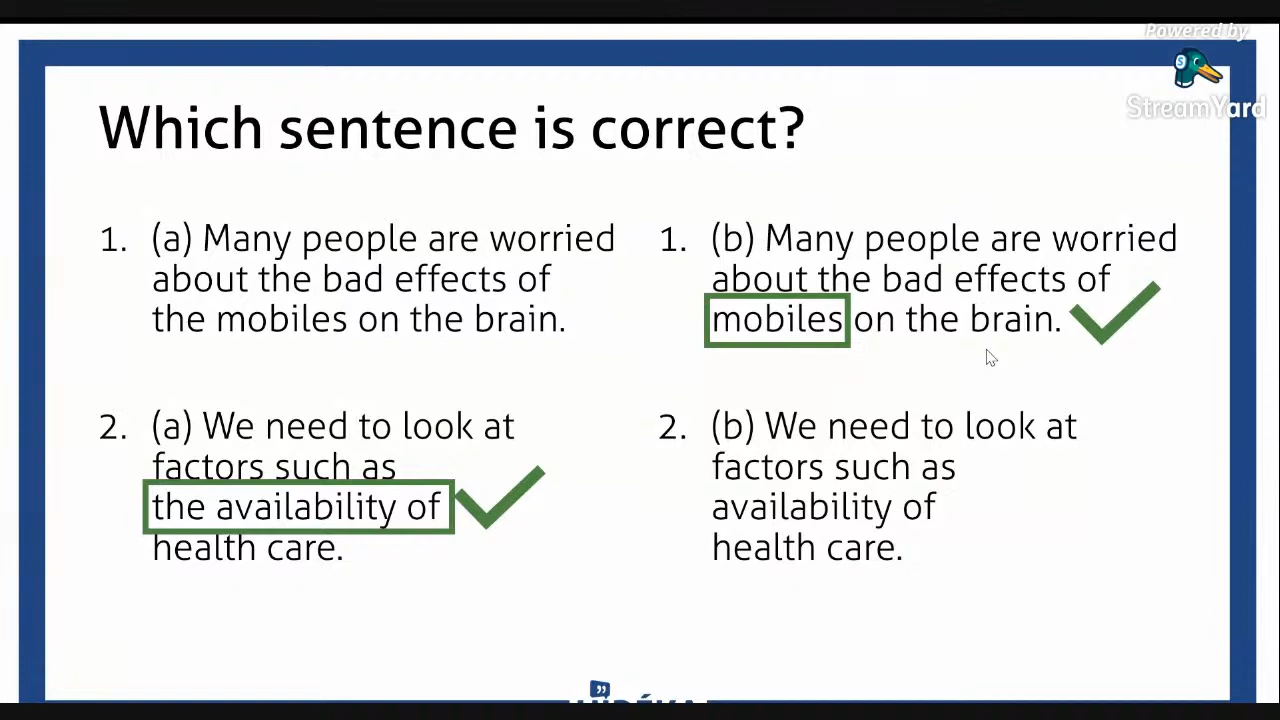 Powered by
StreamYard
Which sentence is correct?
1. (a) Many people are worried
about the bad effects of
the mobiles on the brain.
1. (b) Many people are worried
about the bad effects of
mobiles on the brain.
2. (a) We need to look at
factors such as
the availability of
health care.
2. (b) We need to look at
factors such as
availability of
health care.